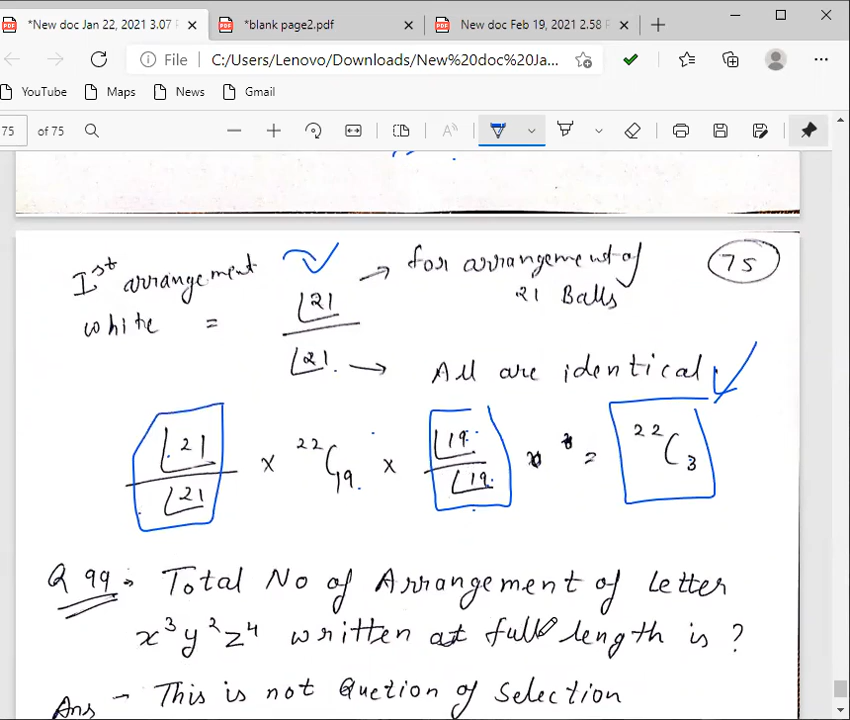 *New doc Jan 22, 2021 3.07
*blank page2.pdf
New doc Feb 19, 2021 2.58
File C:/Users/Lenovo/Downloads/New%20doc%20Ja...
YouTube Maps News Gmail
75 of 75
Ist arrangement white = ⌊21 / ⌊21 → for arrangement of 21 Balls
→ All are identical
75
⌊21 / ⌊21 × ²²C₁₉ × ⌊19 / ⌊19 = ²²C₃
Q 99 : Total No of Arrangement of Letter
x³y²z⁴ written at full length is ?
Ans - This is not Quetion of Selection